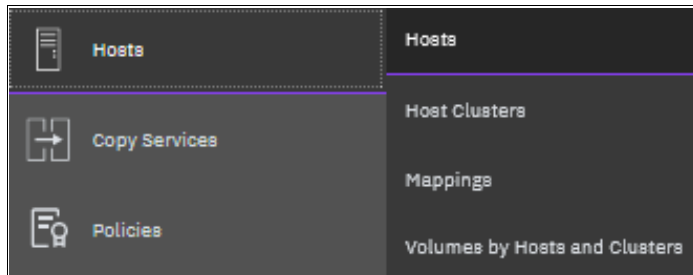 Hosts
Copy Services
Policies
Hosts
Host Clusters
Mappings
Volumes by Hosts and Clusters